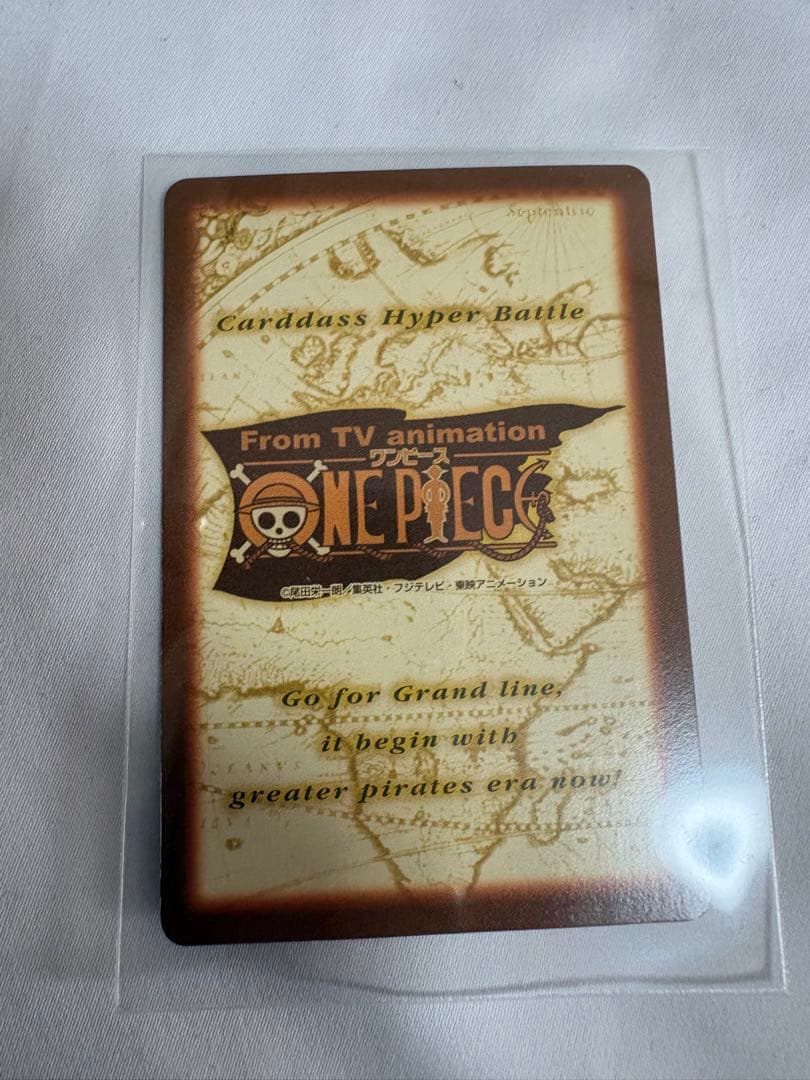 Septentrio
Carddass Hyper Battle
From TV animation
ワンピース
ONE PIECE
©尾田栄一朗／集英社・フジテレビ・東映アニメーション
Go for Grand line,
it begin with
greater pirates era now!